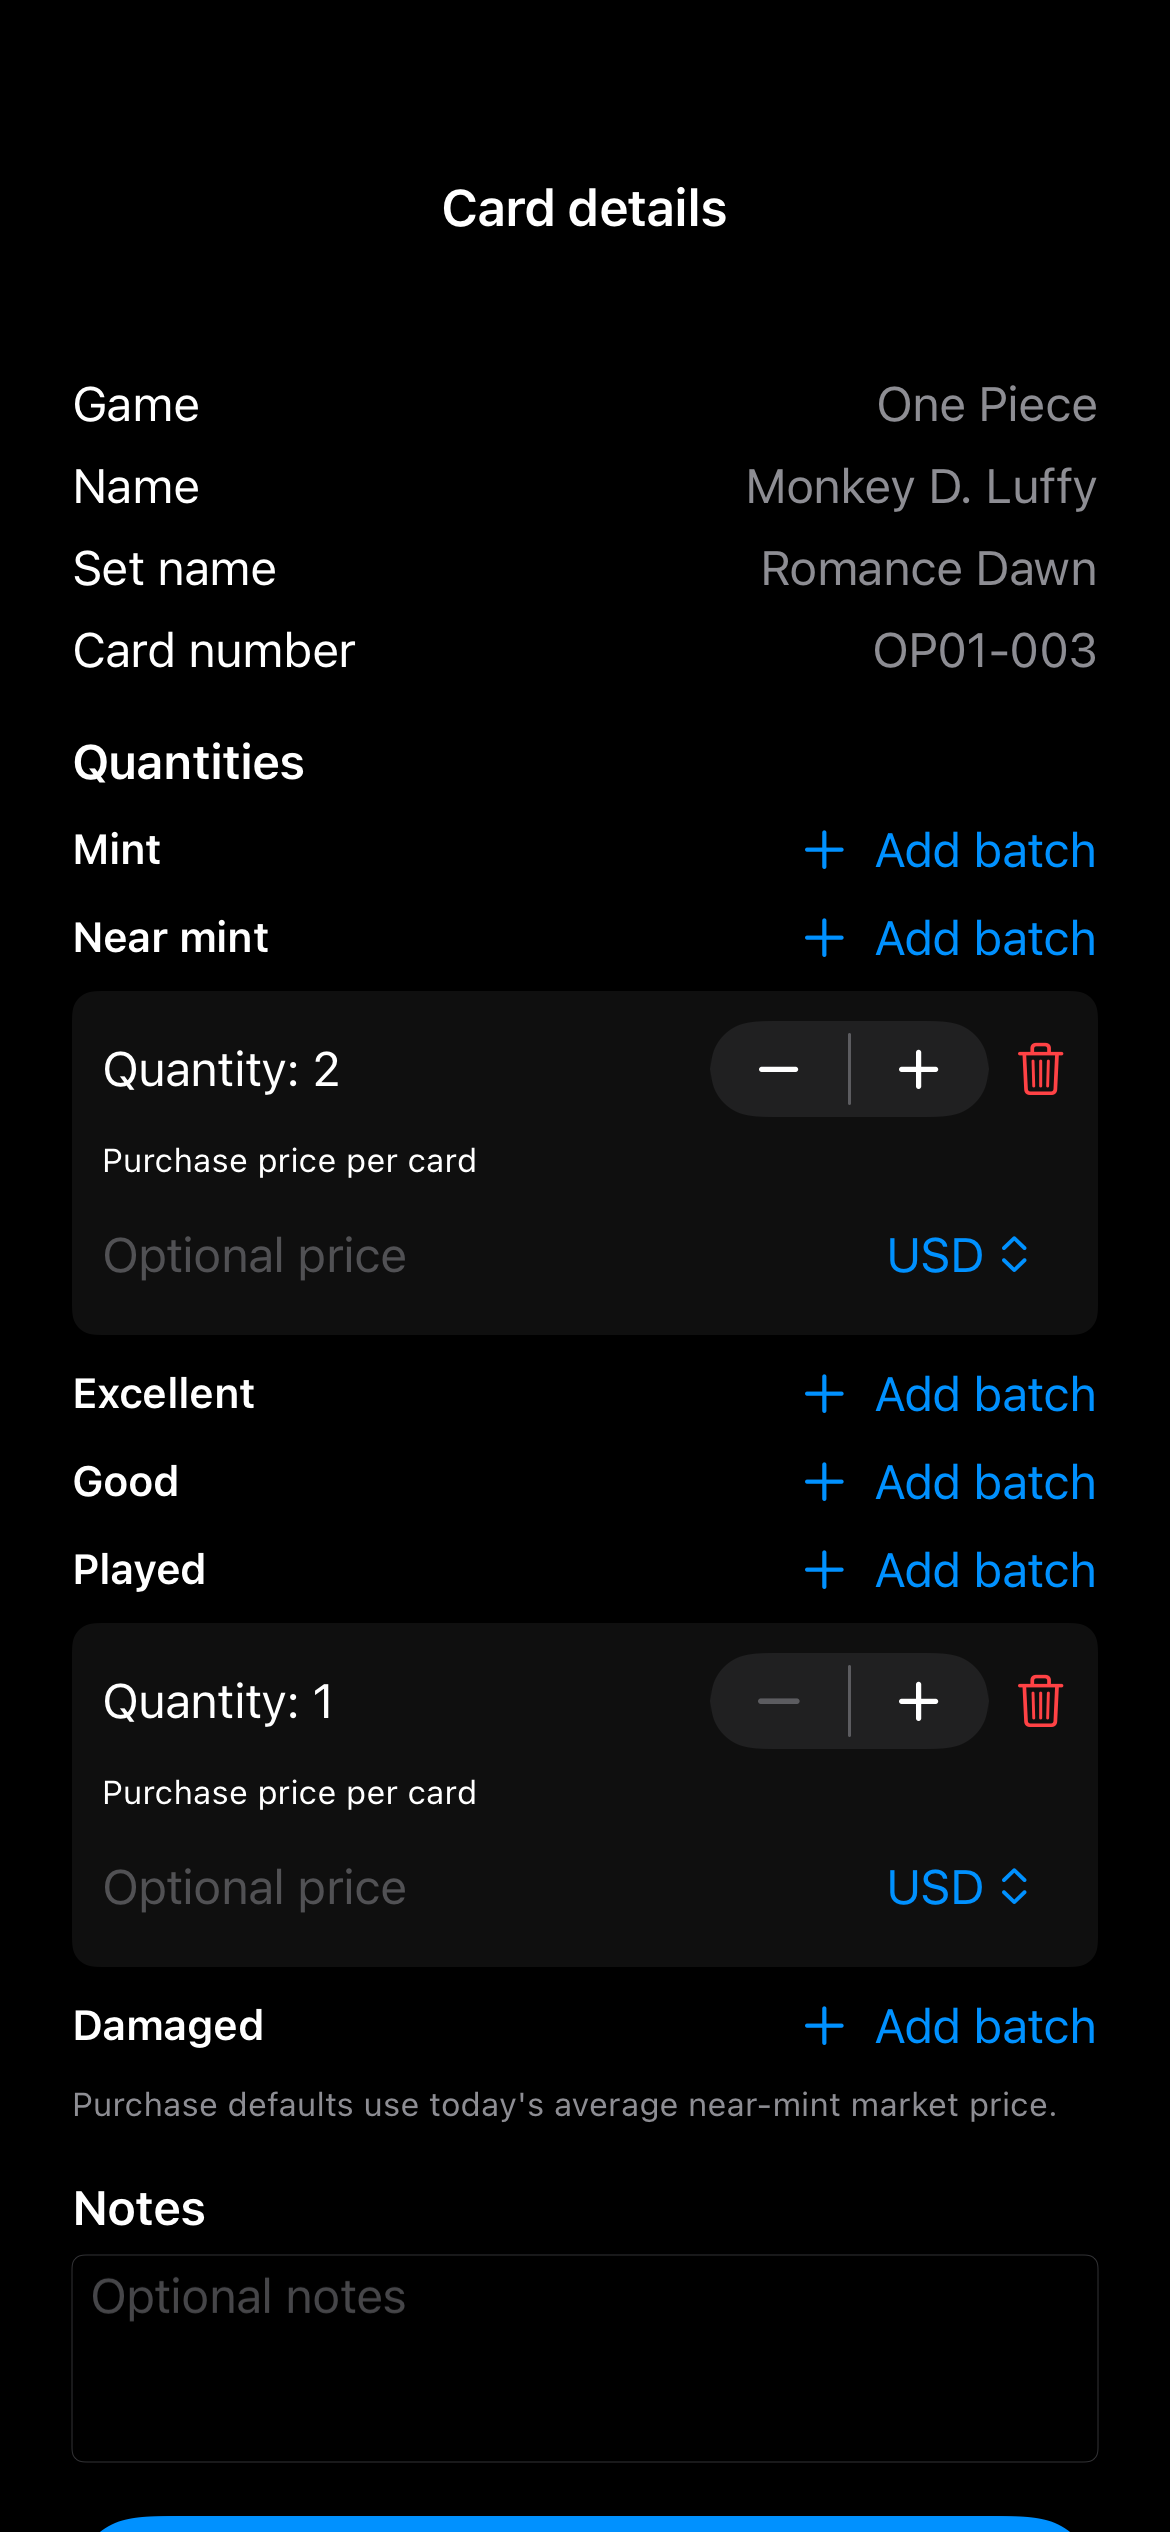 Card details
Game One Piece
Name Monkey D. Luffy
Set name Romance Dawn
Card number OP01-003
Quantities
Mint + Add batch
Near mint + Add batch
Quantity: 2
Purchase price per card
Optional price USD
Excellent + Add batch
Good + Add batch
Played + Add batch
Quantity: 1
Purchase price per card
Optional price USD
Damaged + Add batch
Purchase defaults use today's average near-mint market price.
Notes
Optional notes